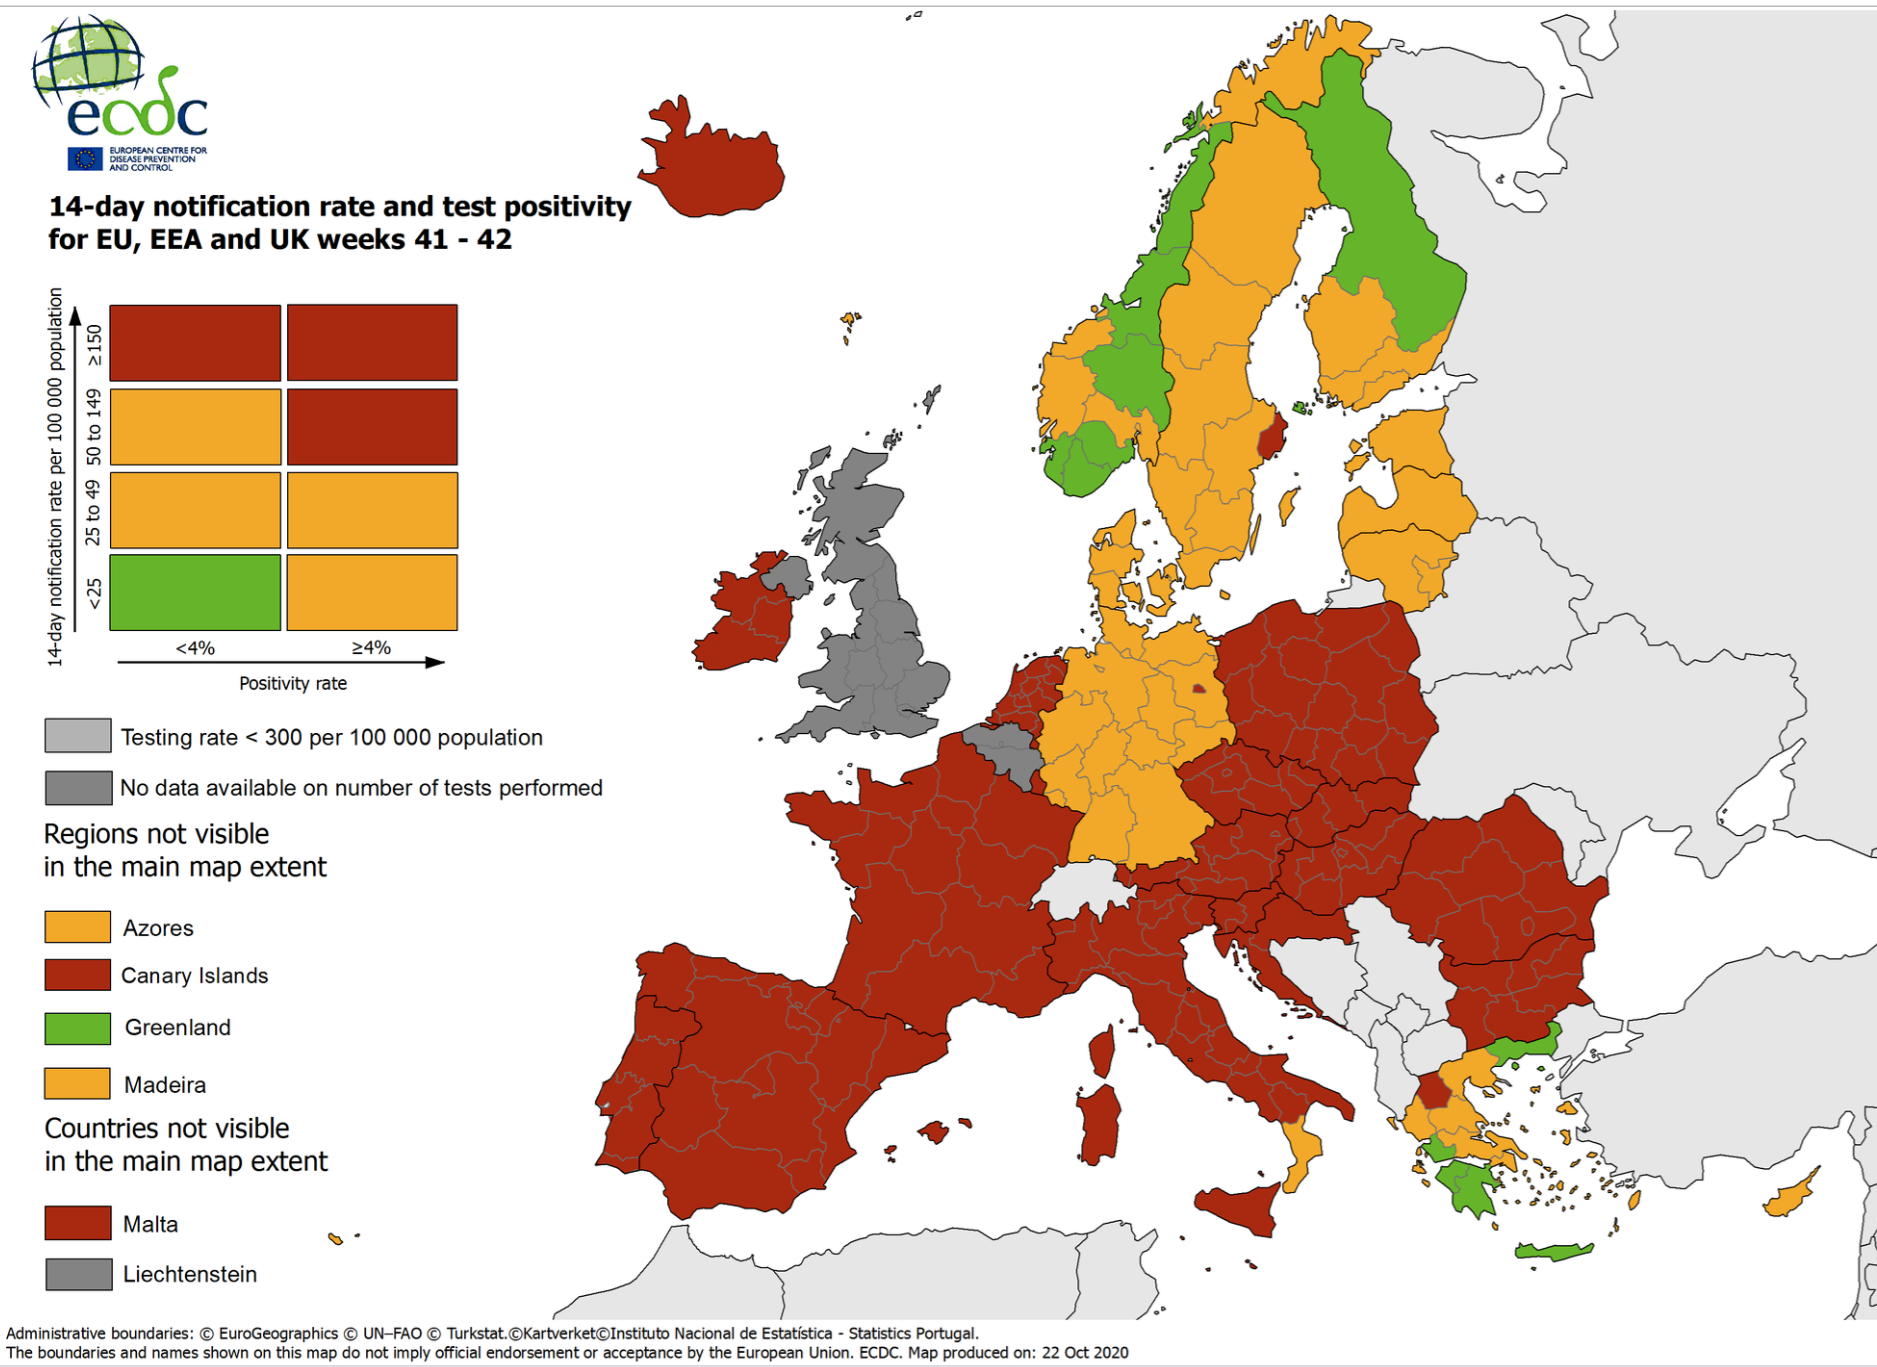 ecdc
EUROPEAN CENTRE FOR
DISEASE PREVENTION
AND CONTROL
14-day notification rate and test positivity
for EU, EEA and UK weeks 41 - 42
14-day notification rate per 100 000 population
≥150
50 to 149
25 to 49
<25
<4%
≥4%
Positivity rate
Testing rate < 300 per 100 000 population
No data available on number of tests performed
Regions not visible
in the main map extent
Azores
Canary Islands
Greenland
Madeira
Countries not visible
in the main map extent
Malta
Liechtenstein
Administrative boundaries: © EuroGeographics © UN–FAO © Turkstat.©Kartverket©Instituto Nacional de Estatística - Statistics Portugal.
The boundaries and names shown on this map do not imply official endorsement or acceptance by the European Union. ECDC. Map produced on: 22 Oct 2020